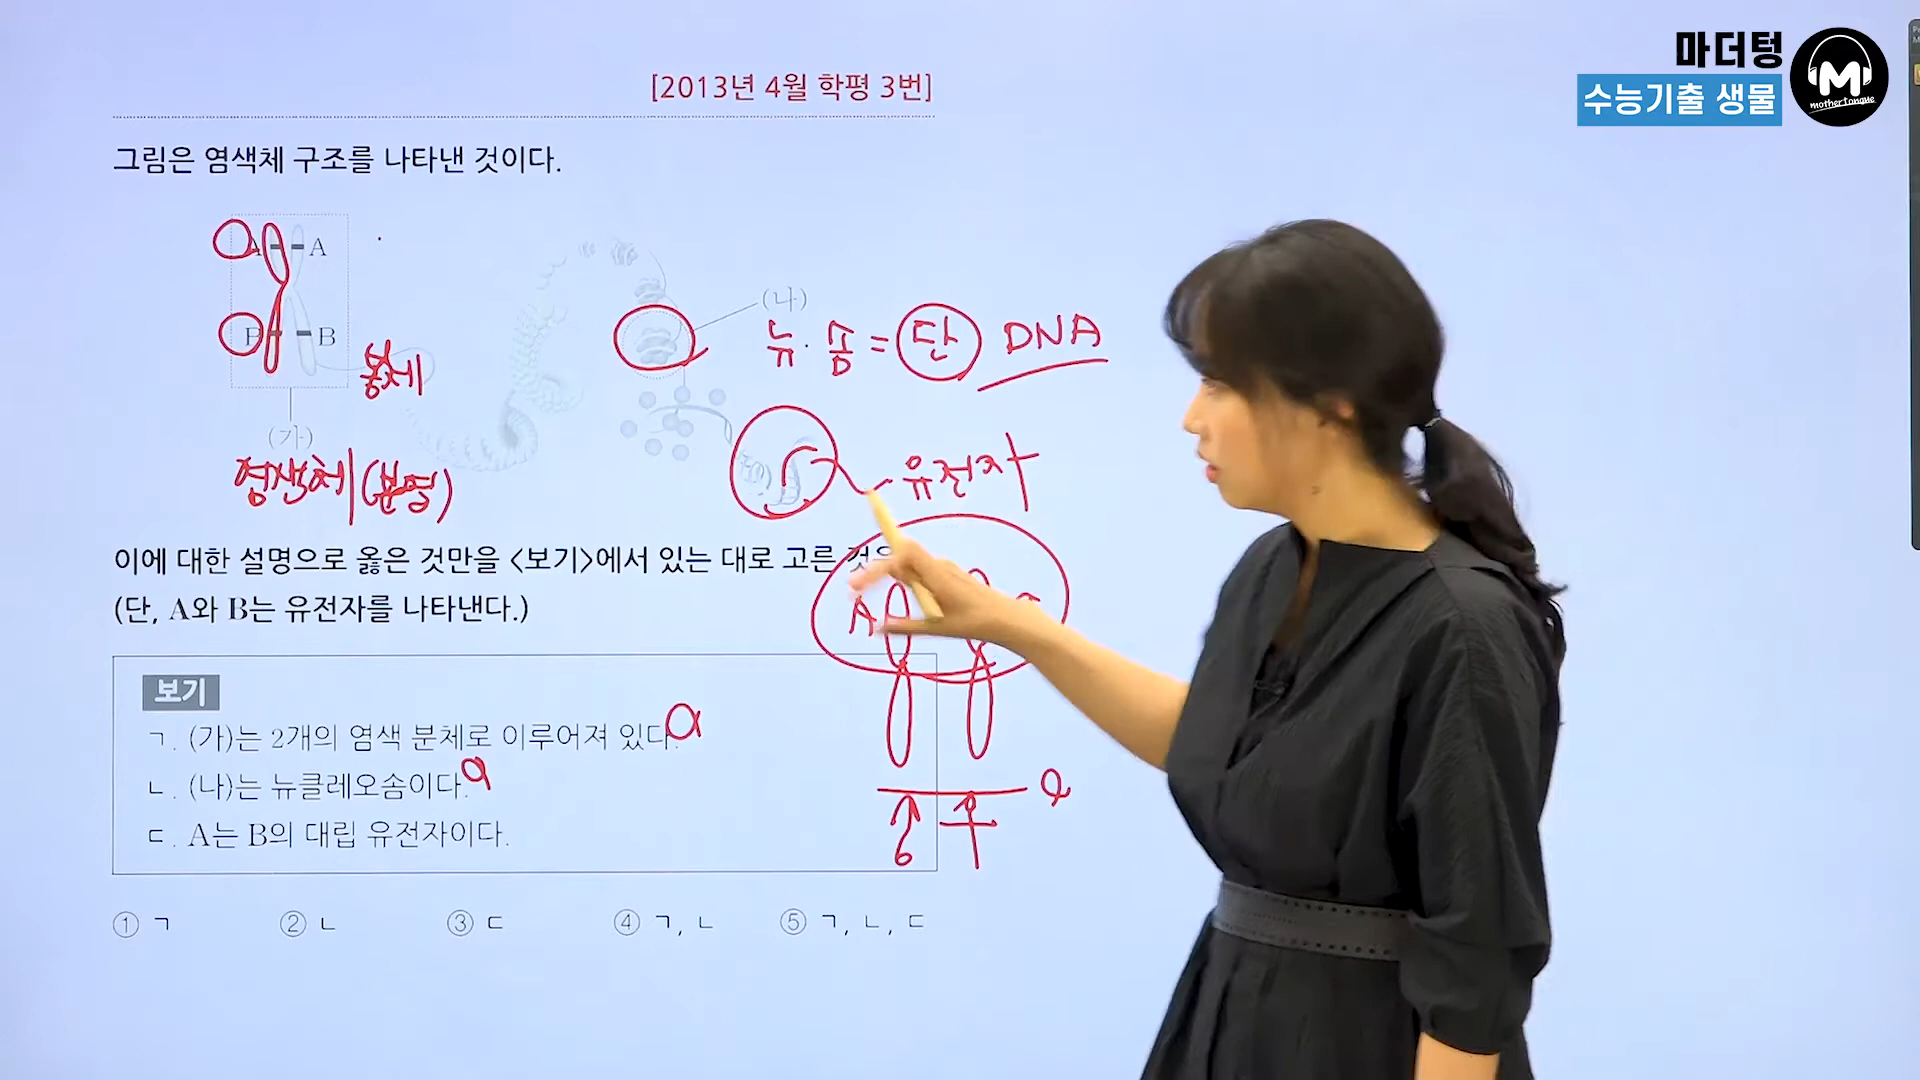 마더텅
수능기출 생물
M
mothertongue
[2013년 4월 학평 3번]
그림은 염색체 구조를 나타낸 것이다.
A
A
B
B
(가)
(나)
뉴·솜 = 단 DNA
유전자
염색체(분열)
이에 대한 설명으로 옳은 것만을 <보기>에서 있는 대로 고른 것은
(단, A와 B는 유전자를 나타낸다.)
A
보기
ㄱ. (가)는 2개의 염색 분체로 이루어져 있다.
ㄴ. (나)는 뉴클레오솜이다.
ㄷ. A는 B의 대립 유전자이다.
① ㄱ ② ㄴ ③ ㄷ ④ ㄱ, ㄴ ⑤ ㄱ, ㄴ, ㄷ